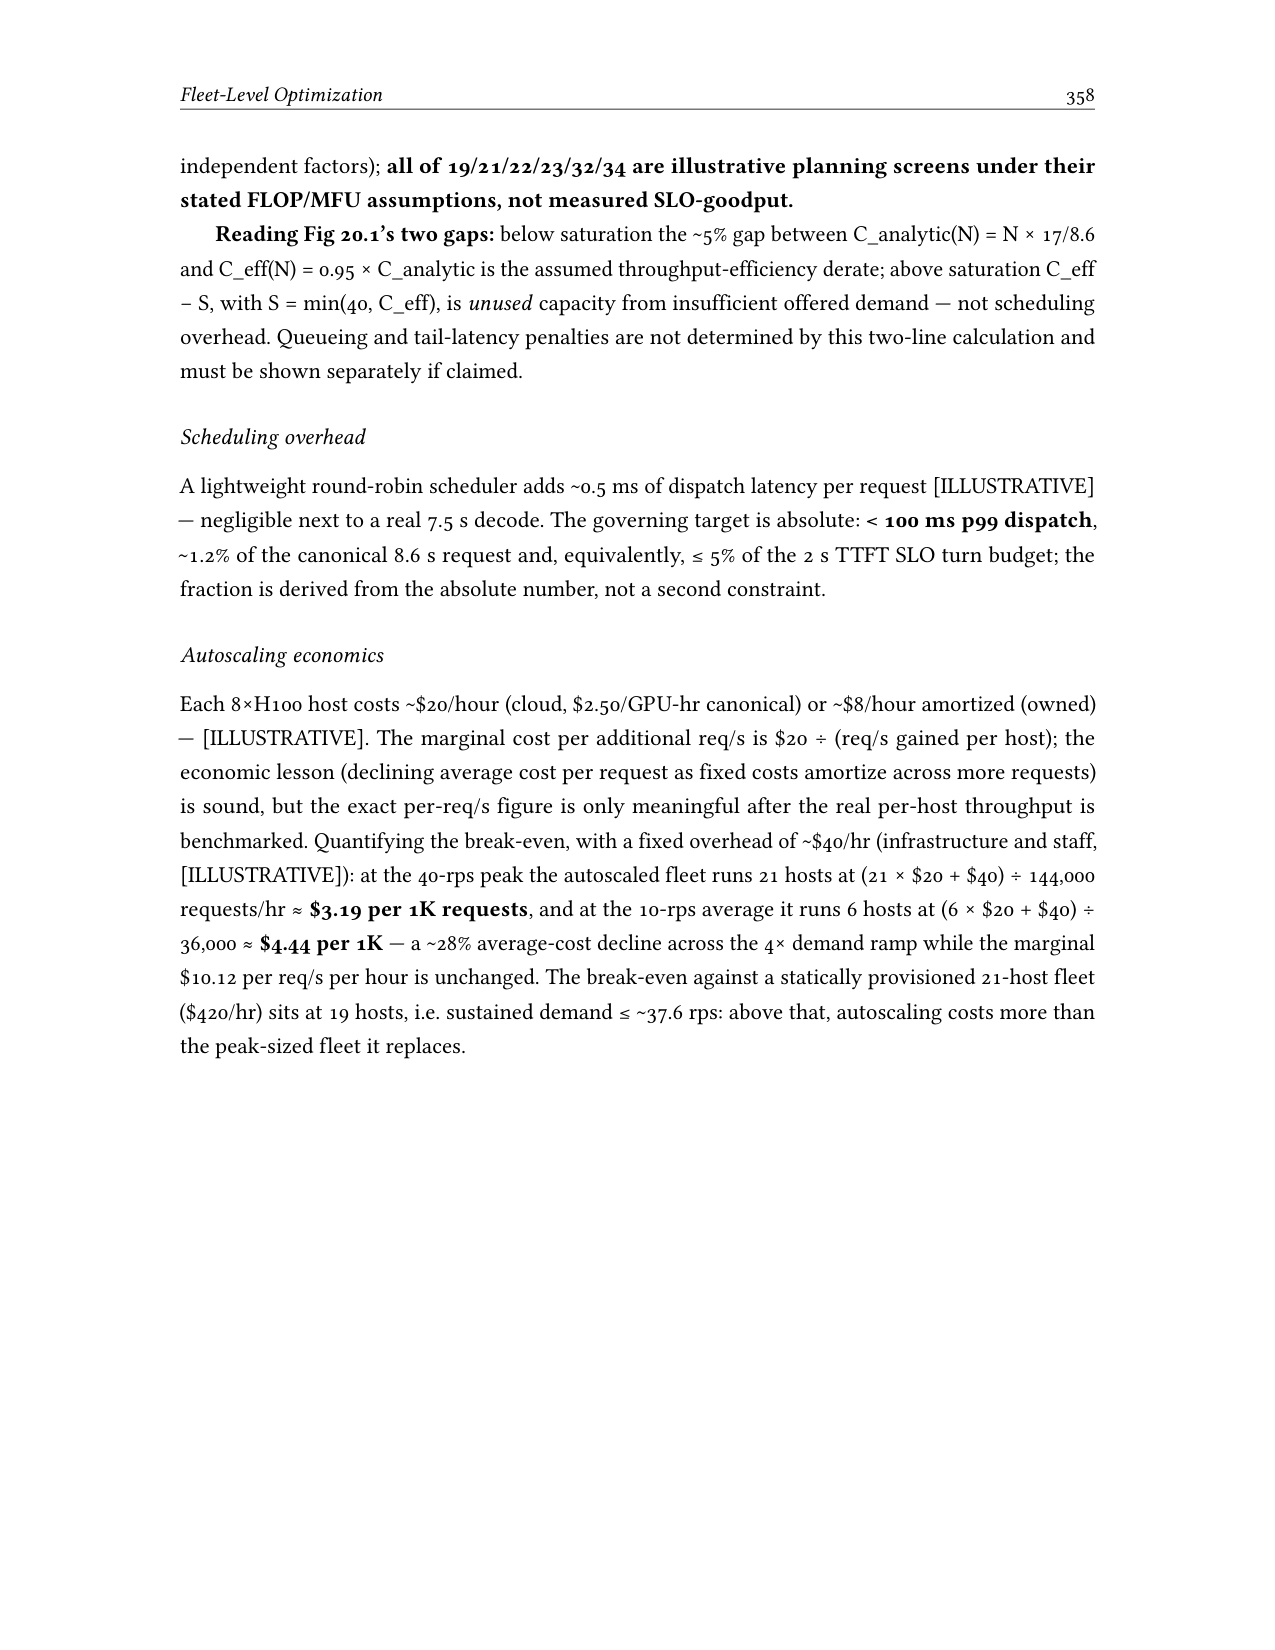 Fleet-Level Optimization 358
independent factors); all of 19/21/22/23/32/34 are illustrative planning screens under their
stated FLOP/MFU assumptions, not measured SLO-goodput.
Reading Fig 20.1’s two gaps: below saturation the ~5% gap between C_analytic(N) = N × 17/8.6
and C_eff(N) = 0.95 × C_analytic is the assumed throughput-efficiency derate; above saturation C_eff
– S, with S = min(40, C_eff), is unused capacity from insufficient offered demand — not scheduling
overhead. Queueing and tail-latency penalties are not determined by this two-line calculation and
must be shown separately if claimed.
Scheduling overhead
A lightweight round-robin scheduler adds ~0.5 ms of dispatch latency per request [ILLUSTRATIVE]
— negligible next to a real 7.5 s decode. The governing target is absolute: < 100 ms p99 dispatch,
~1.2% of the canonical 8.6 s request and, equivalently, ≤ 5% of the 2 s TTFT SLO turn budget; the
fraction is derived from the absolute number, not a second constraint.
Autoscaling economics
Each 8×H100 host costs ~$20/hour (cloud, $2.50/GPU-hr canonical) or ~$8/hour amortized (owned)
— [ILLUSTRATIVE]. The marginal cost per additional req/s is $20 ÷ (req/s gained per host); the
economic lesson (declining average cost per request as fixed costs amortize across more requests)
is sound, but the exact per-req/s figure is only meaningful after the real per-host throughput is
benchmarked. Quantifying the break-even, with a fixed overhead of ~$40/hr (infrastructure and staff,
[ILLUSTRATIVE]): at the 40-rps peak the autoscaled fleet runs 21 hosts at (21 × $20 + $40) ÷ 144,000
requests/hr ≈ $3.19 per 1K requests, and at the 10-rps average it runs 6 hosts at (6 × $20 + $40) ÷
36,000 ≈ $4.44 per 1K — a ~28% average-cost decline across the 4× demand ramp while the marginal
$10.12 per req/s per hour is unchanged. The break-even against a statically provisioned 21-host fleet
($420/hr) sits at 19 hosts, i.e. sustained demand ≤ ~37.6 rps: above that, autoscaling costs more than
the peak-sized fleet it replaces.